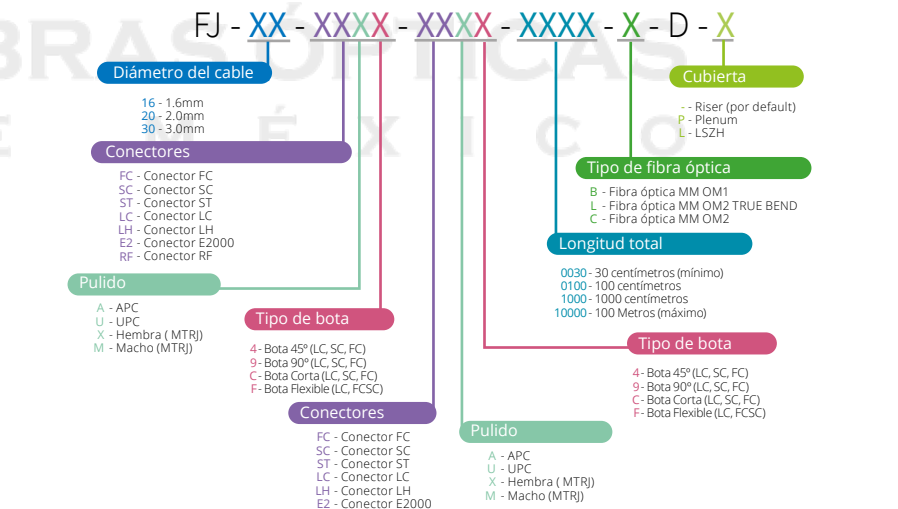 FJ - XX - XXXX - XXXX - XXXX - X - D - X
BRAS ÓPTICAS
E MÉXICO
Diámetro del cable
16 - 1.6mm
20 - 2.0mm
30 - 3.0mm
Conectores
FC - Conector FC
SC - Conector SC
ST - Conector ST
LC - Conector LC
LH - Conector LH
E2 - Conector E2000
RF - Conector RF
Pulido
A - APC
U - UPC
X - Hembra ( MTRJ)
M - Macho (MTRJ)
Tipo de bota
4 - Bota 45º (LC, SC, FC)
9 - Bota 90º (LC, SC, FC)
C - Bota Corta (LC, SC, FC)
F - Bota Flexible (LC, FCSC)
Conectores
FC - Conector FC
SC - Conector SC
ST - Conector ST
LC - Conector LC
LH - Conector LH
E2 - Conector E2000
Pulido
A - APC
U - UPC
X - Hembra ( MTRJ)
M - Macho (MTRJ)
Cubierta
- - Riser (por default)
P - Plenum
L - LSZH
Tipo de fibra óptica
B - Fibra óptica MM OM1
L - Fibra óptica MM OM2 TRUE BEND
C - Fibra óptica MM OM2
Longitud total
0030 - 30 centímetros (mínimo)
0100 - 100 centímetros
1000 - 1000 centímetros
10000 - 100 Metros (máximo)
Tipo de bota
4 - Bota 45º (LC, SC, FC)
9 - Bota 90º (LC, SC, FC)
C - Bota Corta (LC, SC, FC)
F - Bota Flexible (LC, FCSC)